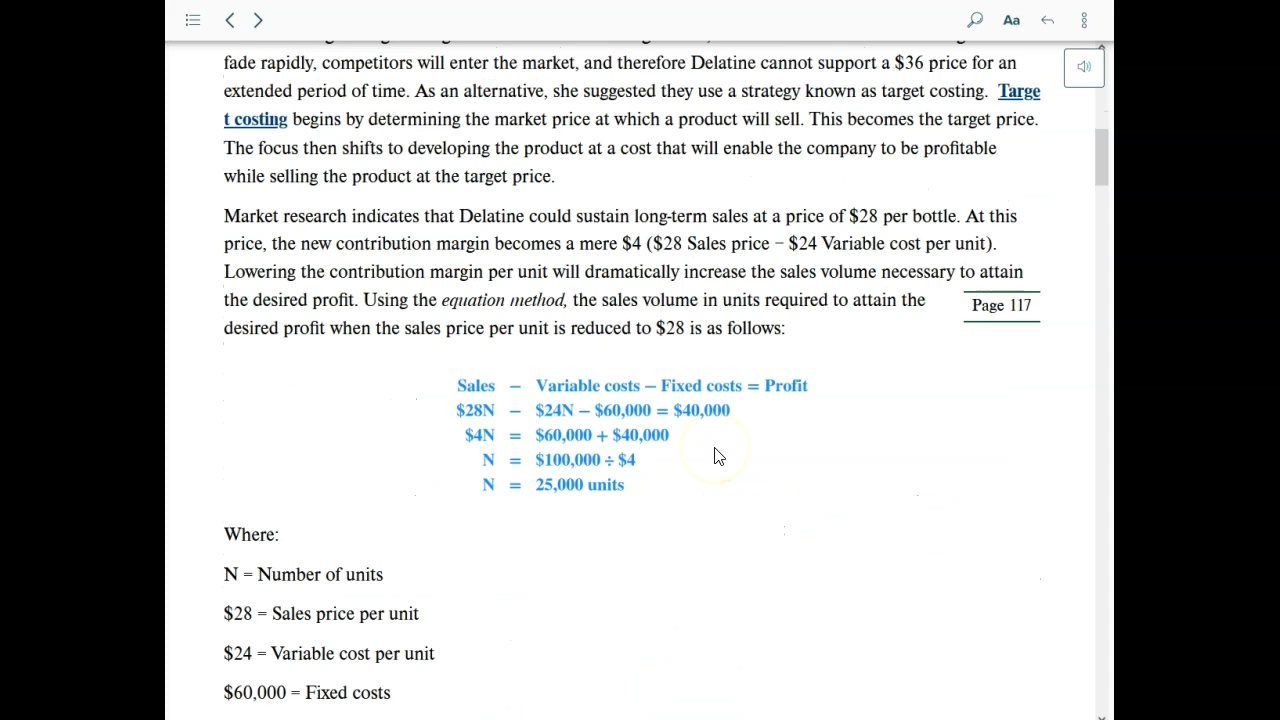 Aa
fade rapidly, competitors will enter the market, and therefore Delatine cannot support a $36 price for an
extended period of time. As an alternative, she suggested they use a strategy known as target costing. Targe
t costing begins by determining the market price at which a product will sell. This becomes the target price.
The focus then shifts to developing the product at a cost that will enable the company to be profitable
while selling the product at the target price.
Market research indicates that Delatine could sustain long-term sales at a price of $28 per bottle. At this
price, the new contribution margin becomes a mere $4 ($28 Sales price − $24 Variable cost per unit).
Lowering the contribution margin per unit will dramatically increase the sales volume necessary to attain
the desired profit. Using the equation method, the sales volume in units required to attain the
Page 117
desired profit when the sales price per unit is reduced to $28 is as follows:
Sales − Variable costs − Fixed costs = Profit
$28N − $24N − $60,000 = $40,000
$4N = $60,000 + $40,000
N = $100,000 ÷ $4
N = 25,000 units
Where:
N = Number of units
$28 = Sales price per unit
$24 = Variable cost per unit
$60,000 = Fixed costs